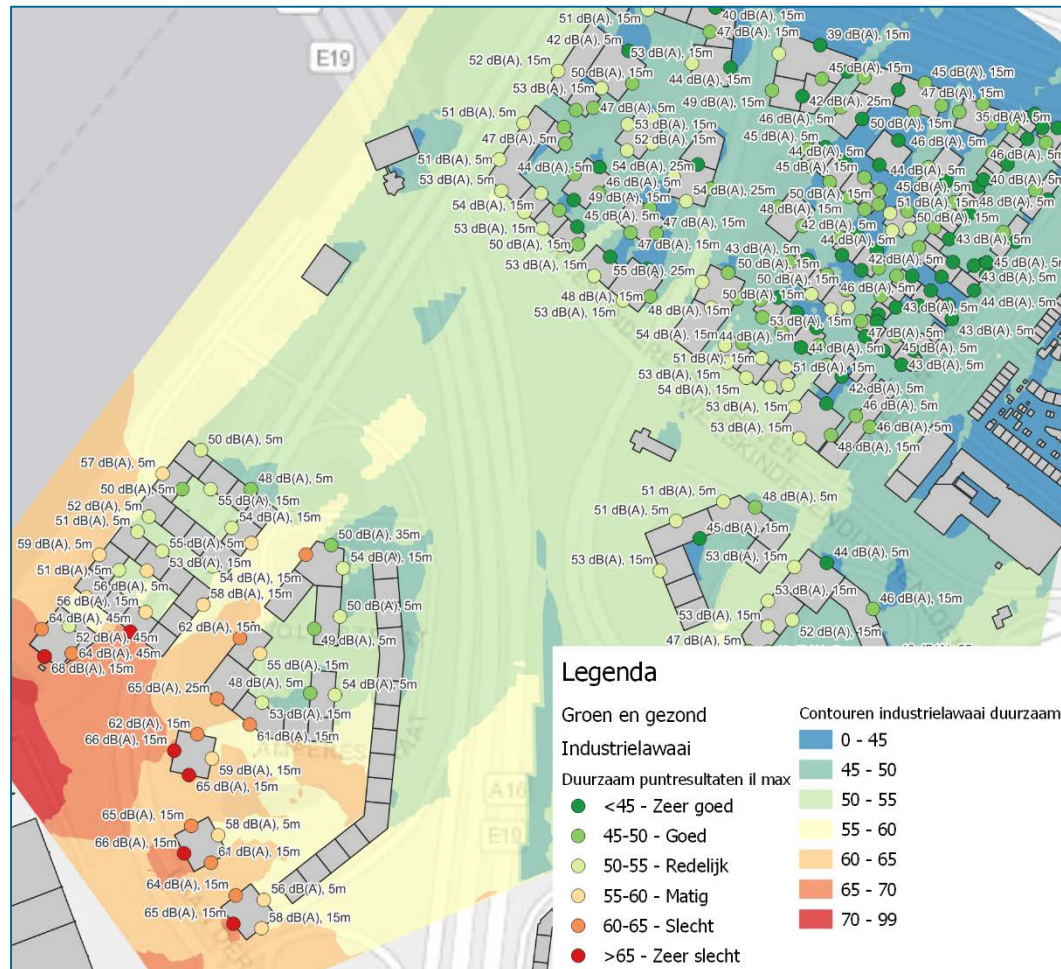 51 dB(A), 15m
40 dB(A), 15m
47 dB(A), 15m
42 dB(A), 5m
39 dB(A), 15m
E19
53 dB(A), 15m
52 dB(A), 15m
50 dB(A), 15m
45 dB(A), 15m
45 dB(A), 15m
44 dB(A), 15m
53 dB(A), 15m
47 dB(A), 15m
49 dB(A), 15m
42 dB(A), 25m
51 dB(A), 5m
47 dB(A), 5m
46 dB(A), 5m
50 dB(A), 15m
35 dB(A), 5m
53 dB(A), 15m
47 dB(A), 5m
52 dB(A), 15m
45 dB(A), 5m
46 dB(A), 5m
44 dB(A), 5m
46 dB(A), 5m
51 dB(A), 5m
44 dB(A), 5m
54 dB(A), 25m
45 dB(A), 15m
44 dB(A), 5m
40 dB(A), 5m
53 dB(A), 5m
46 dB(A), 5m
54 dB(A), 25m
50 dB(A), 15m
45 dB(A), 5m
49 dB(A), 15m
51 dB(A), 15m
48 dB(A), 5m
54 dB(A), 15m
45 dB(A), 5m
48 dB(A), 15m
50 dB(A), 15m
53 dB(A), 15m
47 dB(A), 15m
42 dB(A), 5m
50 dB(A), 15m
47 dB(A), 15m
43 dB(A), 5m
44 dB(A), 5m
43 dB(A), 5m
53 dB(A), 15m
55 dB(A), 25m
50 dB(A), 15m
42 dB(A), 5m
45 dB(A), 5m
50 dB(A), 15m
43 dB(A), 5m
48 dB(A), 15m
50 dB(A), 15m
46 dB(A), 5m
44 dB(A), 5m
53 dB(A), 15m
48 dB(A), 15m
43 dB(A), 5m
53 dB(A), 15m
43 dB(A), 5m
54 dB(A), 15m
44 dB(A), 5m
47 dB(A), 5m
44 dB(A), 5m
45 dB(A), 5m
51 dB(A), 15m
51 dB(A), 15m
43 dB(A), 5m
53 dB(A), 15m
54 dB(A), 15m
42 dB(A), 5m
53 dB(A), 15m
46 dB(A), 5m
53 dB(A), 15m
46 dB(A), 5m
48 dB(A), 15m
50 dB(A), 5m
57 dB(A), 5m
48 dB(A), 5m
50 dB(A), 5m
55 dB(A), 15m
52 dB(A), 5m
54 dB(A), 15m
51 dB(A), 5m
51 dB(A), 5m
48 dB(A), 5m
51 dB(A), 5m
45 dB(A), 15m
50 dB(A), 35m
55 dB(A), 5m
59 dB(A), 5m
53 dB(A), 15m
54 dB(A), 15m
53 dB(A), 15m
53 dB(A), 15m
44 dB(A), 5m
51 dB(A), 5m
54 dB(A), 15m
56 dB(A), 5m
58 dB(A), 15m
53 dB(A), 15m
56 dB(A), 15m
50 dB(A), 5m
46 dB(A), 15m
64 dB(A), 45m
62 dB(A), 15m
53 dB(A), 15m
52 dB(A), 15m
52 dB(A), 45m
49 dB(A), 5m
47 dB(A), 5m
64 dB(A), 45m
68 dB(A), 15m
55 dB(A), 15m
65 dB(A), 25m
48 dB(A), 5m
54 dB(A), 5m
53 dB(A), 15m
62 dB(A), 15m
61 dB(A), 15m
66 dB(A), 15m
59 dB(A), 15m
65 dB(A), 15m
A16
E19
65 dB(A), 15m
58 dB(A), 5m
66 dB(A), 15m
61 dB(A), 15m
64 dB(A), 15m
56 dB(A), 5m
65 dB(A), 15m
58 dB(A), 15m
Legenda
Groen en gezond
Industrielawaai
Duurzaam puntresultaten il max
<45 - Zeer goed
45-50 - Goed
50-55 - Redelijk
55-60 - Matig
60-65 - Slecht
>65 - Zeer slecht
Contouren industrielawaai duurzaam
0 - 45
45 - 50
50 - 55
55 - 60
60 - 65
65 - 70
70 - 99